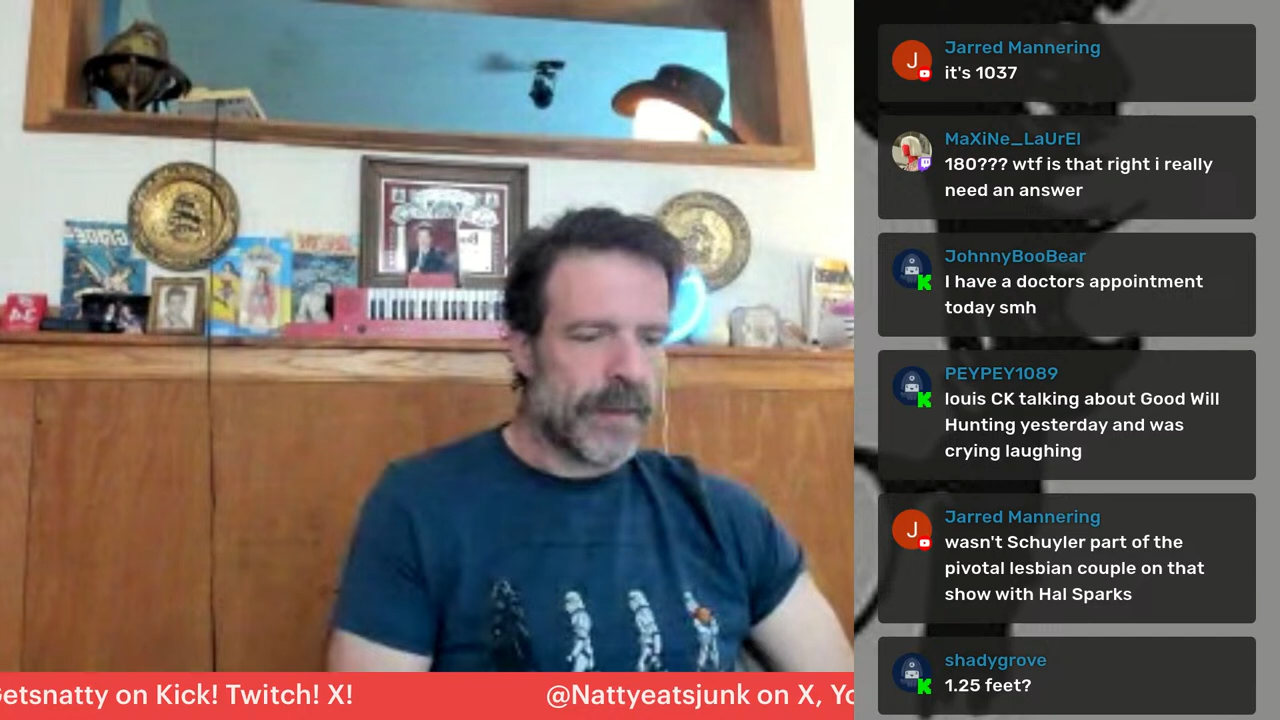 Jarred Mannering
it's 1037
MaXiNe_LaUrEl
180??? wtf is that right i really
need an answer
JohnnyBooBear
I have a doctors appointment
today smh
PEYPEY1089
louis CK talking about Good Will
Hunting yesterday and was
crying laughing
Jarred Mannering
wasn't Schuyler part of the
pivotal lesbian couple on that
show with Hal Sparks
shadygrove
1.25 feet?
etsnatty on Kick! Twitch! X!
@Nattyeatsjunk on X, Yo